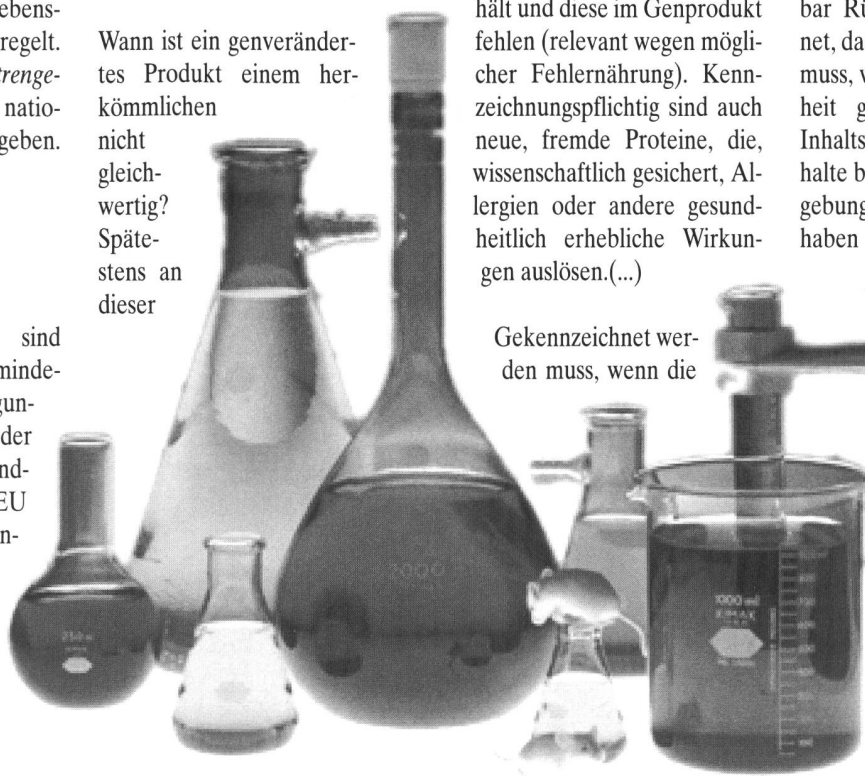 ebens-
regelt.
trenge-
natio-
geben.
sind
minde-
gun-
der
nd-
EU
n-
Wann ist ein genveränder-
tes Produkt einem her-
kömmlichen
nicht
gleich-
wertig?
Späte-
stens an
dieser
hält und diese im Genprodukt
fehlen (relevant wegen mögli-
cher Fehlernährung). Kenn-
zeichnungspflichtig sind auch
neue, fremde Proteine, die,
wissenschaftlich gesichert, Al-
lergien oder andere gesund-
heitlich erhebliche Wirkun-
gen auslösen.(...)
Gekennzeichnet wer-
den muss, wenn die
bar Rü
net, da
muss, w
heit g
Inhalts
halte b
gebung
haben
1000 ml
KIMAX